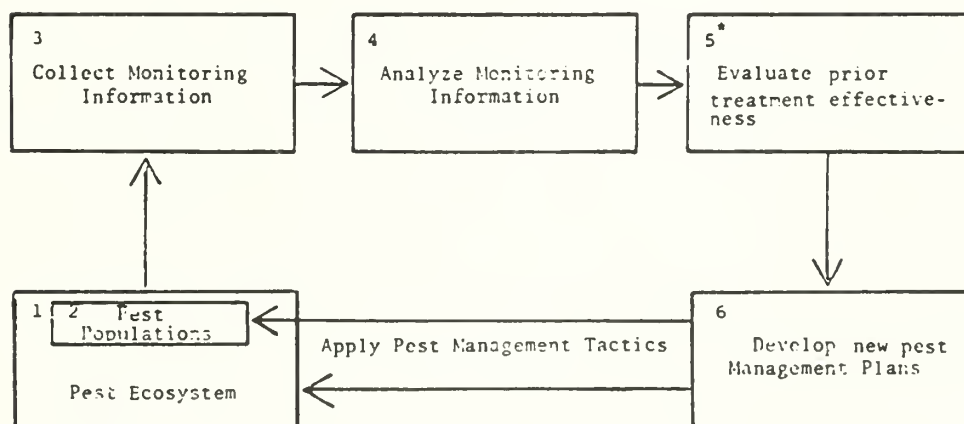 3
Collect Monitoring
Information
4
Analyze Monitoring
Information
5*
Evaluate prior
treatment effective-
ness
1
2 Pest
Populations
Pest Ecosystem
Apply Pest Management Tactics
6
Develop new pest
Management Plans